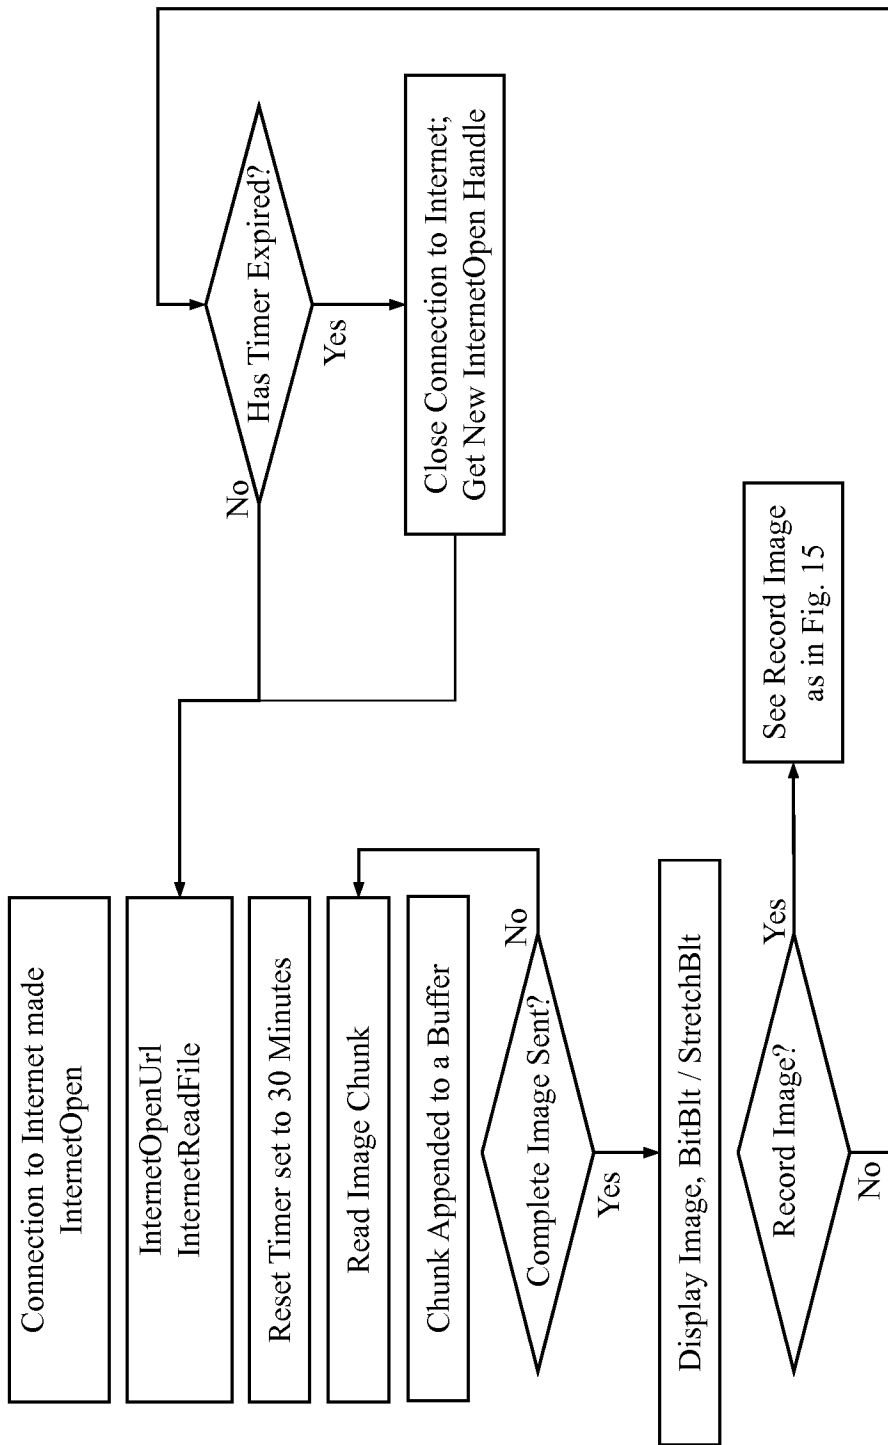 Connection to Internet made
InternetOpen
InternetOpenUrl
InternetReadFile
Reset Timer set to 30 Minutes
Read Image Chunk
Chunk Appended to a Buffer
Complete Image Sent?
No
Yes
Display Image, BitBlt / StretchBlt
Record Image?
Yes
No
See Record Image
as in Fig. 15
Has Timer Expired?
No
Yes
Close Connection to Internet;
Get New InternetOpen Handle